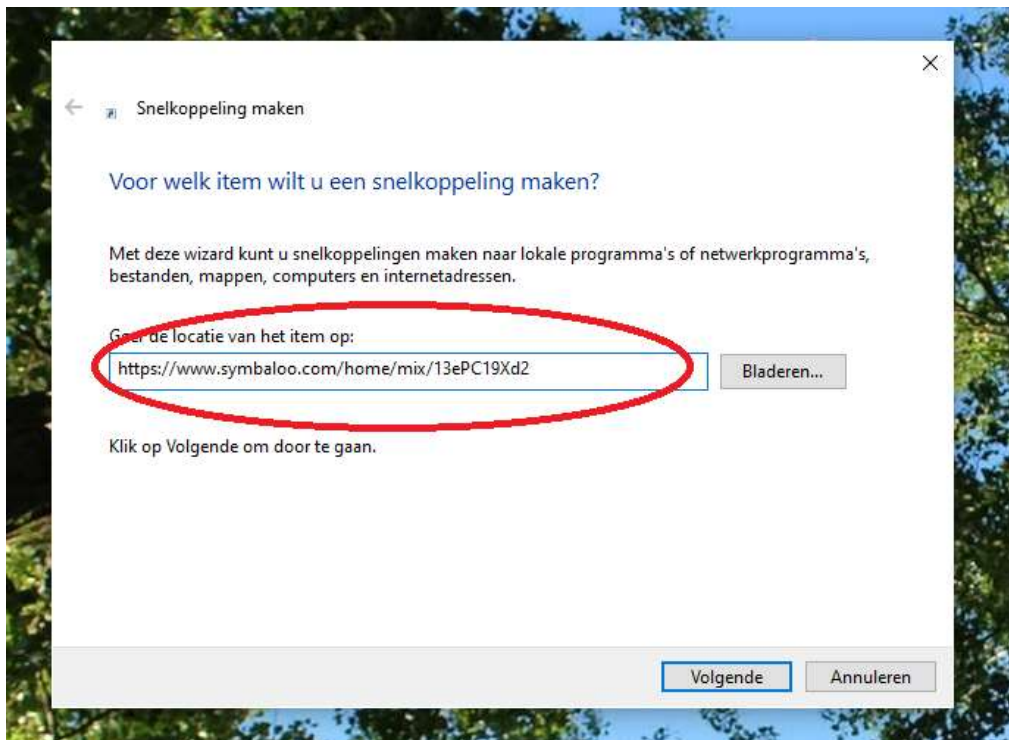 Snelkoppeling maken
Voor welk item wilt u een snelkoppeling maken?
Met deze wizard kunt u snelkoppelingen maken naar lokale programma's of netwerkprogramma's,
bestanden, mappen, computers en internetadressen.
Geef de locatie van het item op:
https://www.symbaloo.com/home/mix/13ePC19Xd2
Bladeren...
Klik op Volgende om door te gaan.
Volgende
Annuleren